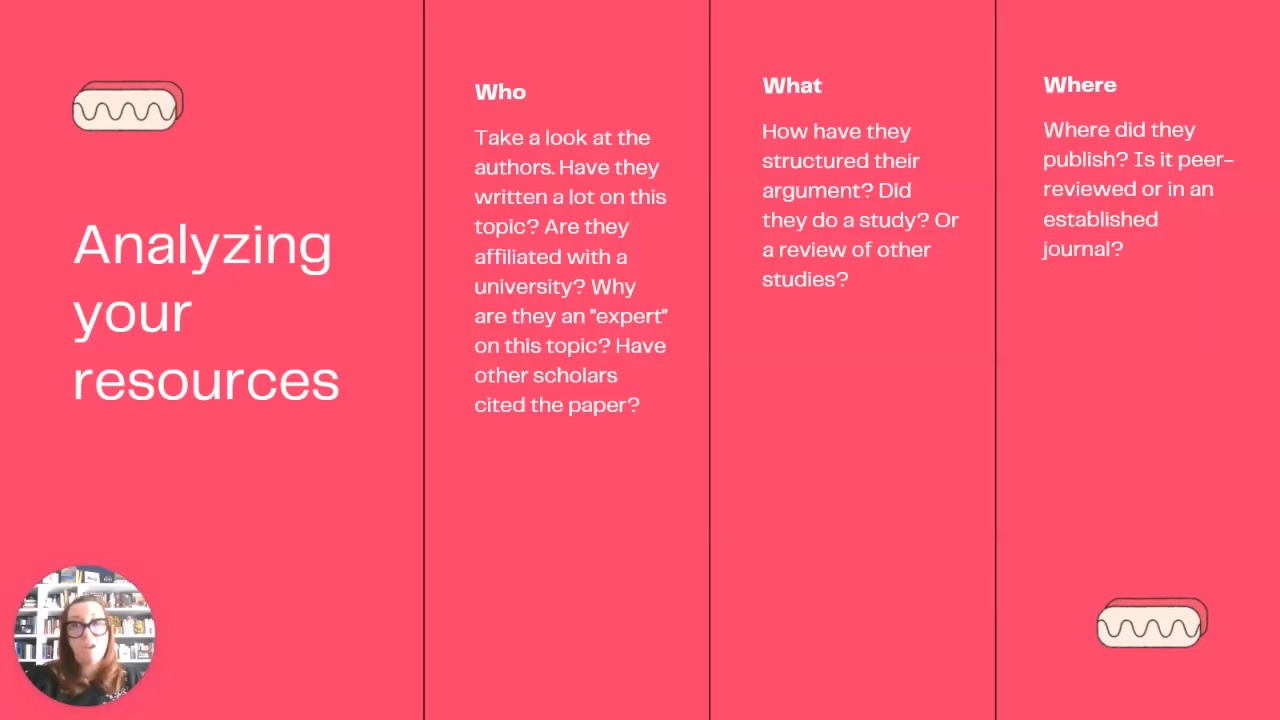 Analyzing
your
resources
Who
Take a look at the
authors. Have they
written a lot on this
topic? Are they
affiliated with a
university? Why
are they an "expert"
on this topic? Have
other scholars
cited the paper?
What
How have they
structured their
argument? Did
they do a study? Or
a review of other
studies?
Where
Where did they
publish? Is it peer-
reviewed or in an
established
journal?